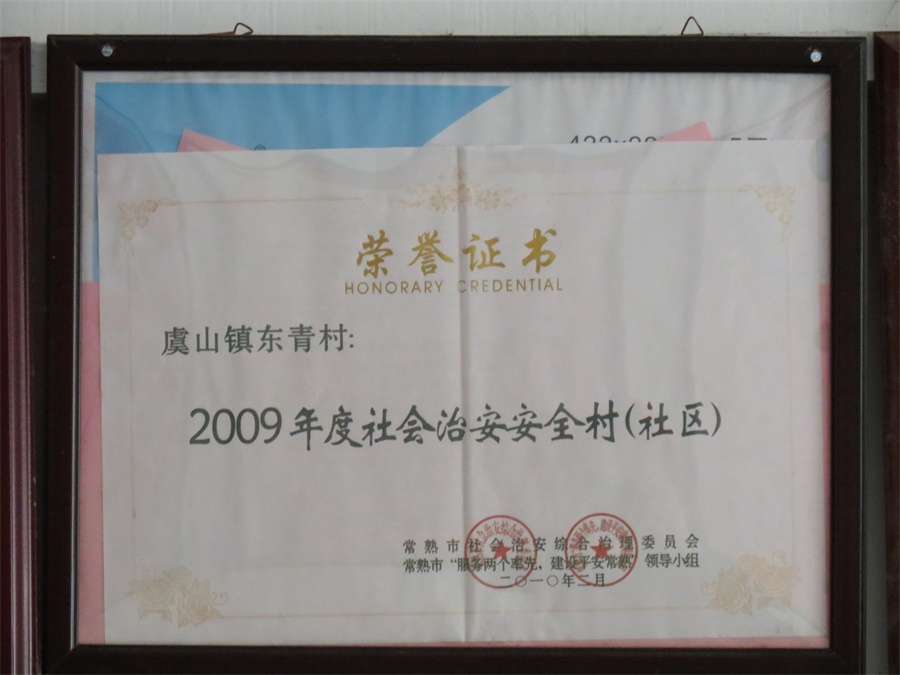 荣誉证书
HONORARY CREDENTIAL
虞山镇东青村:
2009年度社会治安安全村(社区)
常熟市社会治安综合治理委员会
常熟市“服务两个率先，建设平安常熟”领导小组
二〇一〇年二月